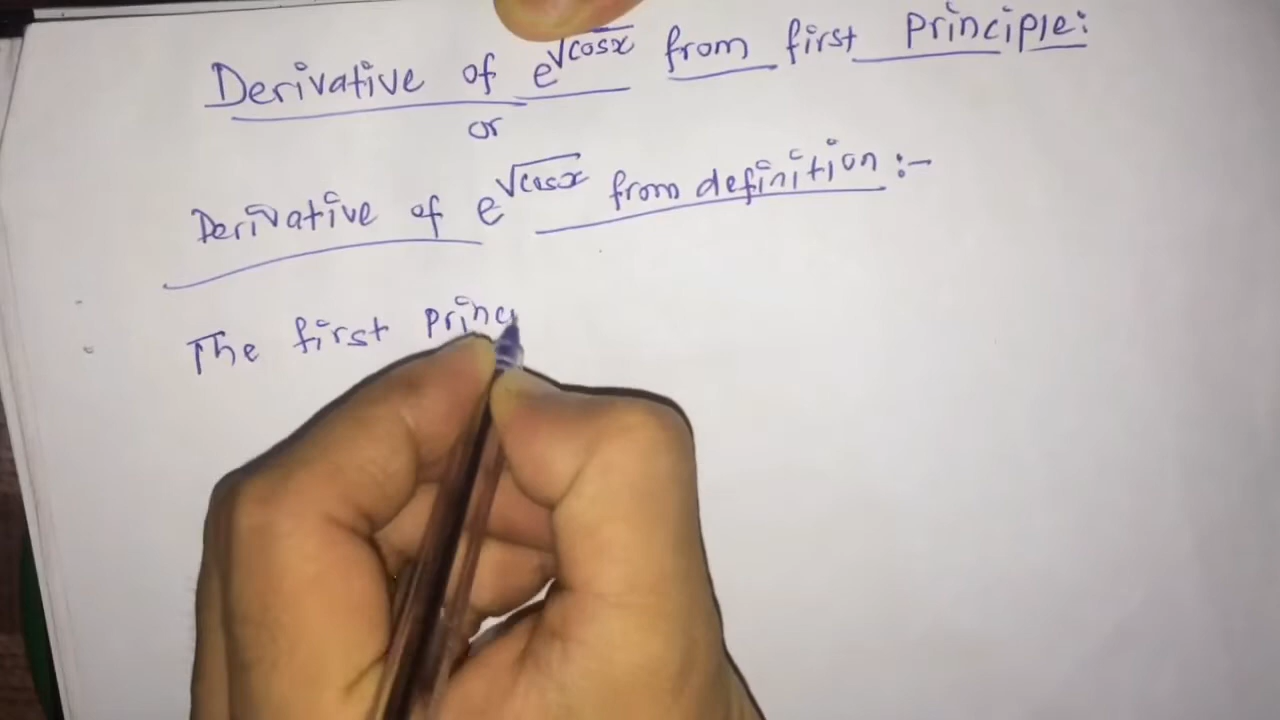 Derivative of e^√cosx from first principle:
or
Derivative of e^√cosx from definition :-
The first princ